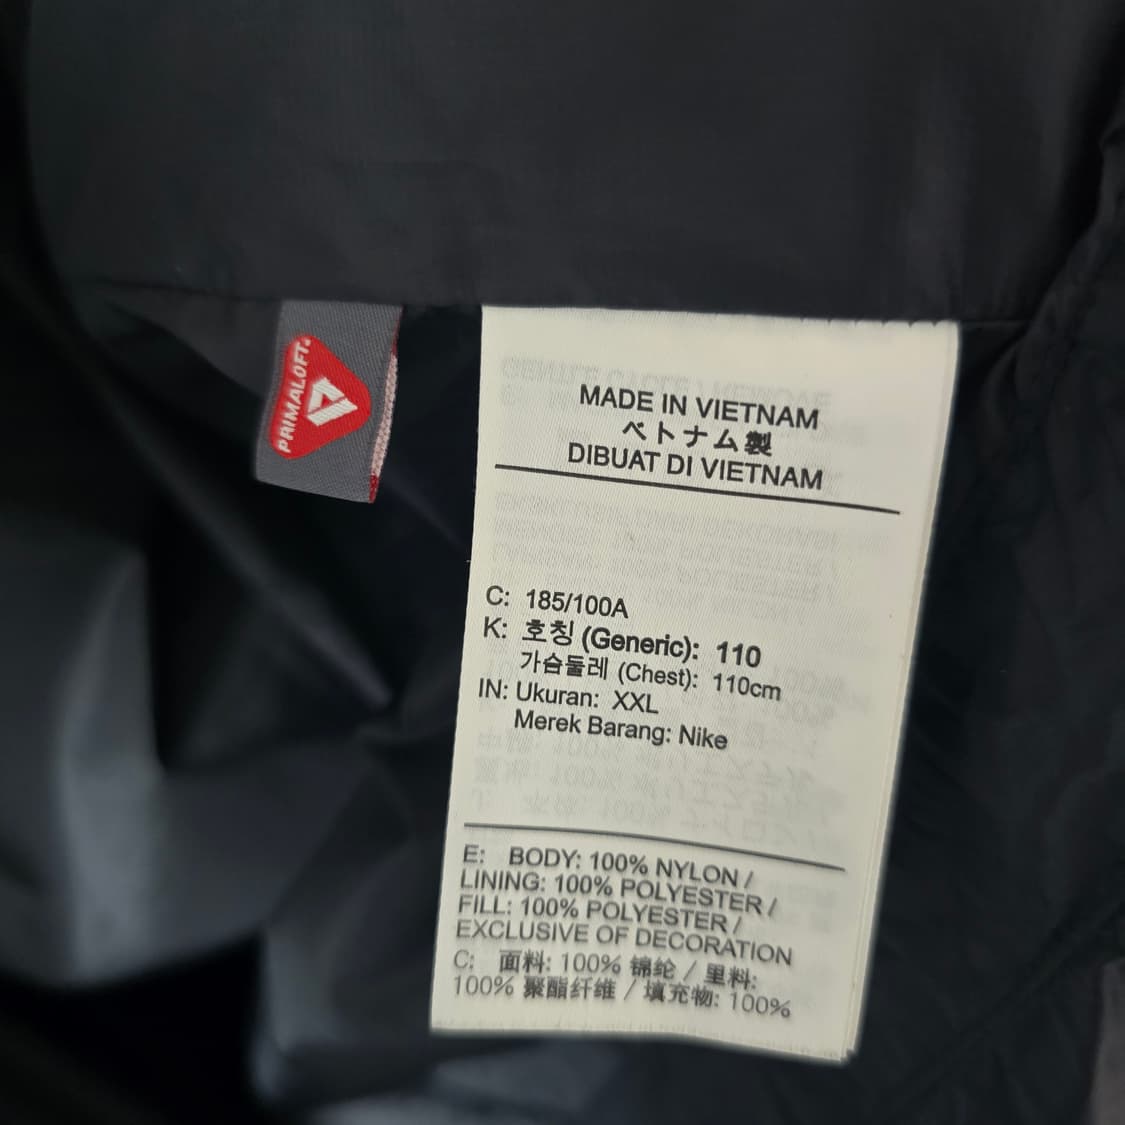 PRIMALOFT®
MADE IN VIETNAM
ベトナム製
DIBUAT DI VIETNAM
C: 185/100A
K: 호칭 (Generic): 110
가슴둘레 (Chest): 110cm
IN: Ukuran: XXL
Merek Barang: Nike
E: BODY: 100% NYLON /
LINING: 100% POLYESTER /
FILL: 100% POLYESTER /
EXCLUSIVE OF DECORATION
C: 面料: 100% 锦纶 / 里料:
100% 聚酯纤维 / 填充物: 100%